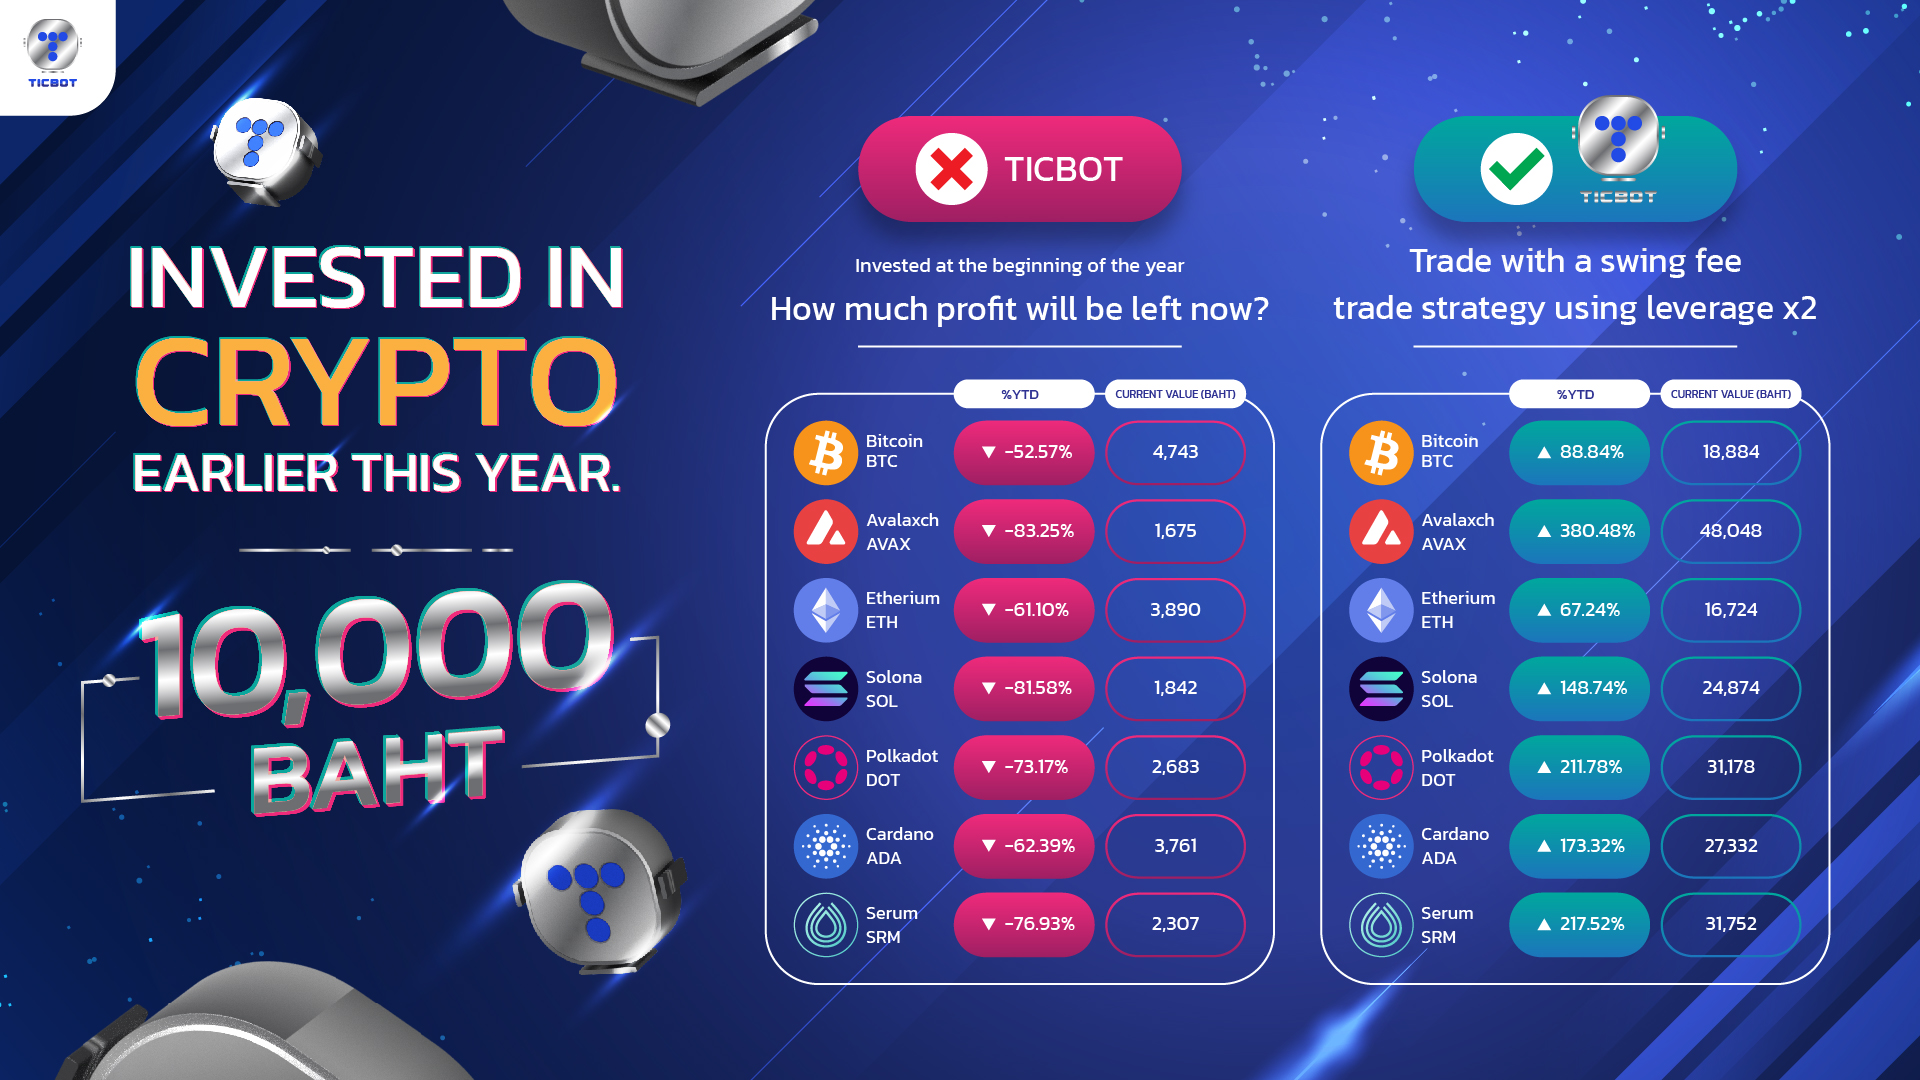 TICBOT
INVESTED IN
CRYPTO
EARLIER THIS YEAR.
10,000
BAHT
TICBOT
Invested at the beginning of the year
How much profit will be left now?
%YTD CURRENT VALUE (BAHT)
Bitcoin
BTC
▼ -52.57% 4,743
Avalaxch
AVAX
▼ -83.25% 1,675
Etherium
ETH
▼ -61.10% 3,890
Solona
SOL
▼ -81.58% 1,842
Polkadot
DOT
▼ -73.17% 2,683
Cardano
ADA
▼ -62.39% 3,761
Serum
SRM
▼ -76.93% 2,307
TICBOT
Trade with a swing fee
trade strategy using leverage x2
%YTD CURRENT VALUE (BAHT)
Bitcoin
BTC
▲ 88.84% 18,884
Avalaxch
AVAX
▲ 380.48% 48,048
Etherium
ETH
▲ 67.24% 16,724
Solona
SOL
▲ 148.74% 24,874
Polkadot
DOT
▲ 211.78% 31,178
Cardano
ADA
▲ 173.32% 27,332
Serum
SRM
▲ 217.52% 31,752